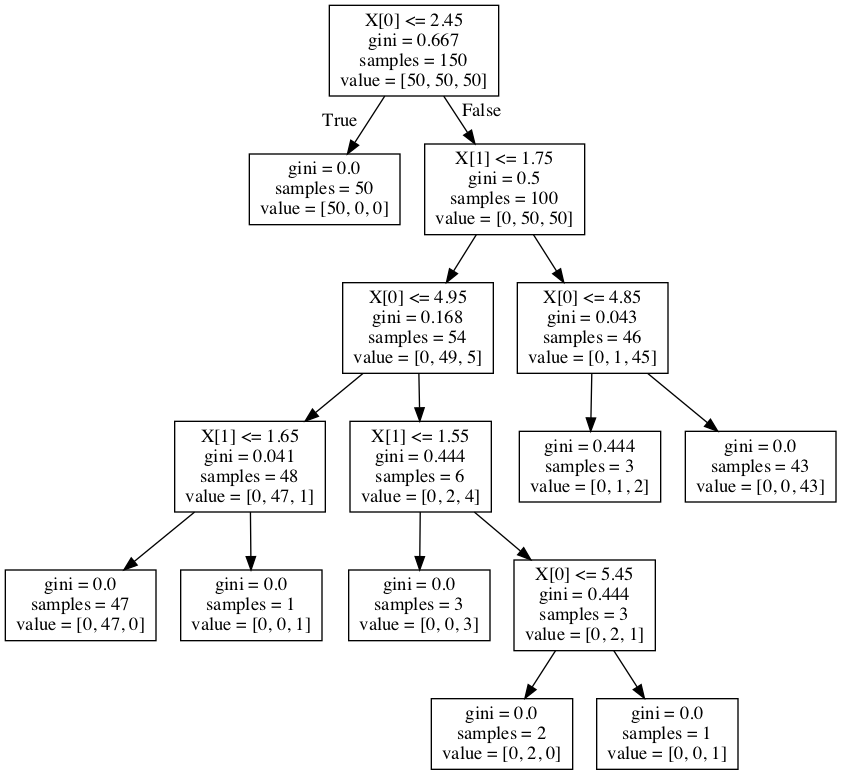 X[0] <= 2.45
gini = 0.667
samples = 150
value = [50, 50, 50]
True
False
gini = 0.0
samples = 50
value = [50, 0, 0]
X[1] <= 1.75
gini = 0.5
samples = 100
value = [0, 50, 50]
X[0] <= 4.95
gini = 0.168
samples = 54
value = [0, 49, 5]
X[0] <= 4.85
gini = 0.043
samples = 46
value = [0, 1, 45]
X[1] <= 1.65
gini = 0.041
samples = 48
value = [0, 47, 1]
X[1] <= 1.55
gini = 0.444
samples = 6
value = [0, 2, 4]
gini = 0.444
samples = 3
value = [0, 1, 2]
gini = 0.0
samples = 43
value = [0, 0, 43]
gini = 0.0
samples = 47
value = [0, 47, 0]
gini = 0.0
samples = 1
value = [0, 0, 1]
gini = 0.0
samples = 3
value = [0, 0, 3]
X[0] <= 5.45
gini = 0.444
samples = 3
value = [0, 2, 1]
gini = 0.0
samples = 2
value = [0, 2, 0]
gini = 0.0
samples = 1
value = [0, 0, 1]